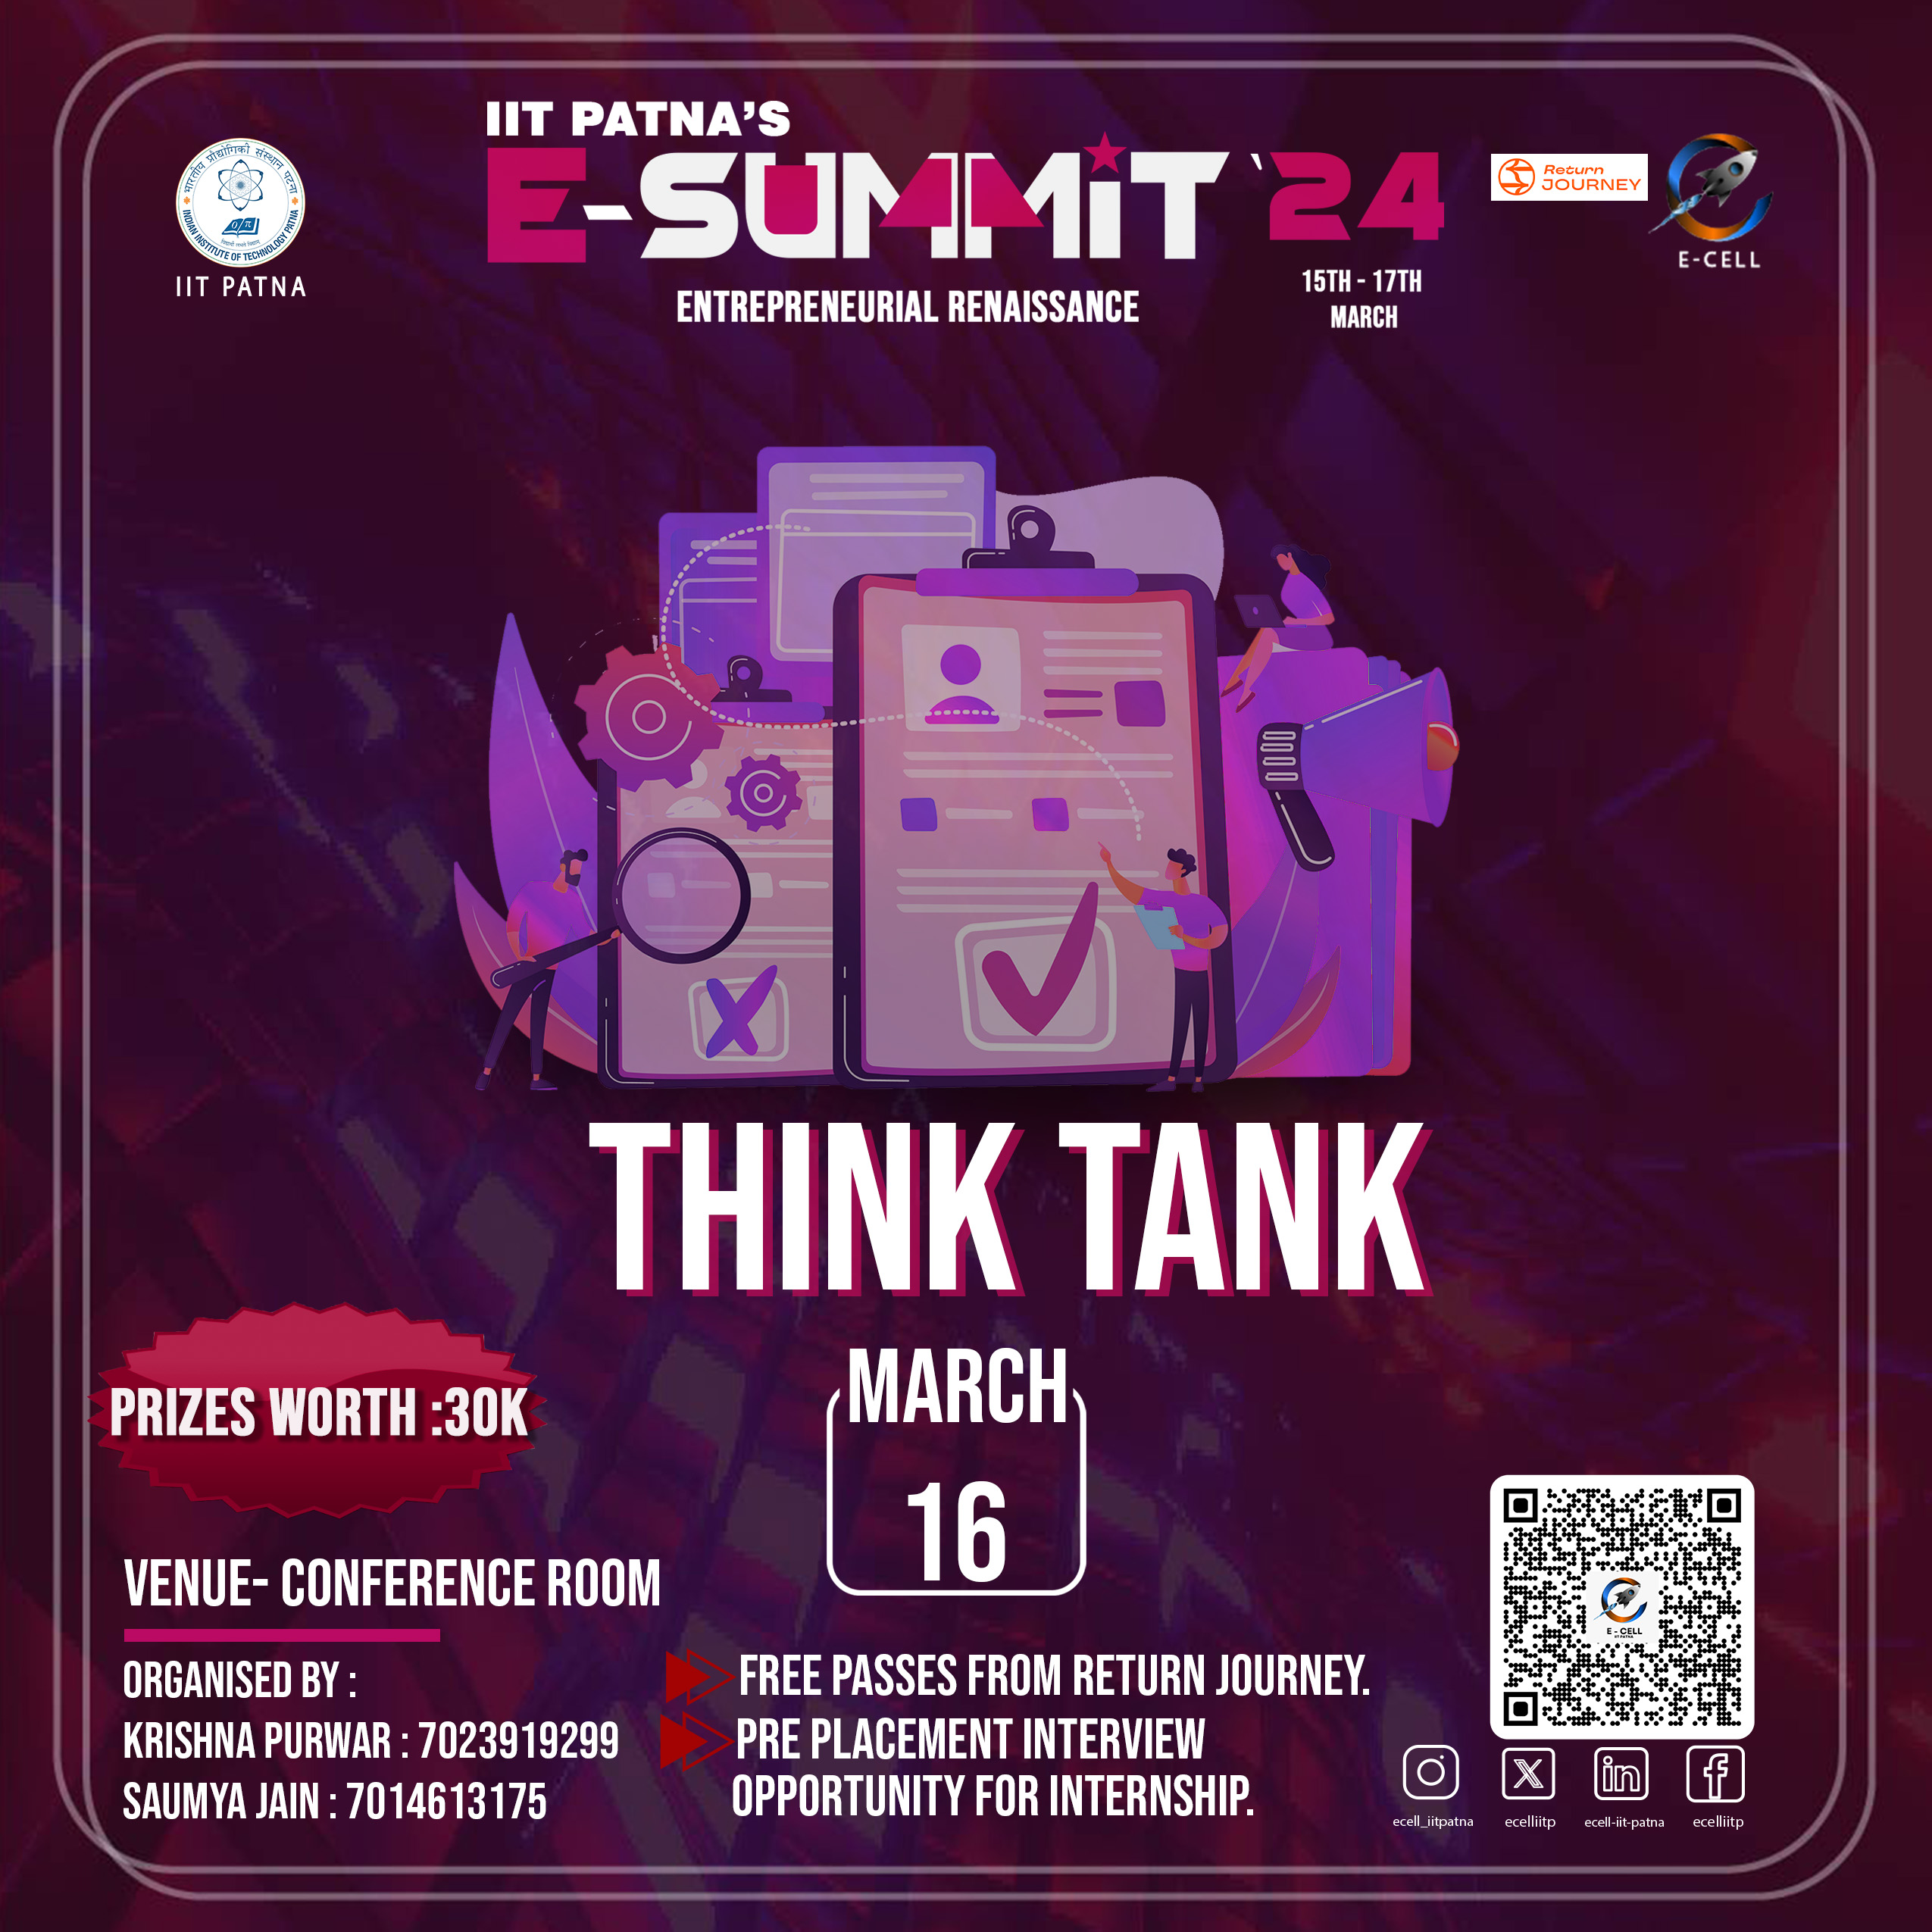 IIT PATNA'S
E-SUMMIT '24
15TH - 17TH
MARCH
ENTREPRENEURIAL RENAISSANCE
भारतीय प्रौद्योगिकी संस्थान पटना
INDIAN INSTITUTE OF TECHNOLOGY PATNA
IIT PATNA
Return
JOURNEY
E-CELL
THINK TANK
PRIZES WORTH :30K
MARCH
16
VENUE- CONFERENCE ROOM
ORGANISED BY :
KRISHNA PURWAR : 7023919299
SAUMYA JAIN : 7014613175
FREE PASSES FROM RETURN JOURNEY.
PRE PLACEMENT INTERVIEW
OPPORTUNITY FOR INTERNSHIP.
E - CELL
IIT PATNA
ecell_iitpatna
ecelliitp
ecell-iit-patna
ecelliitp